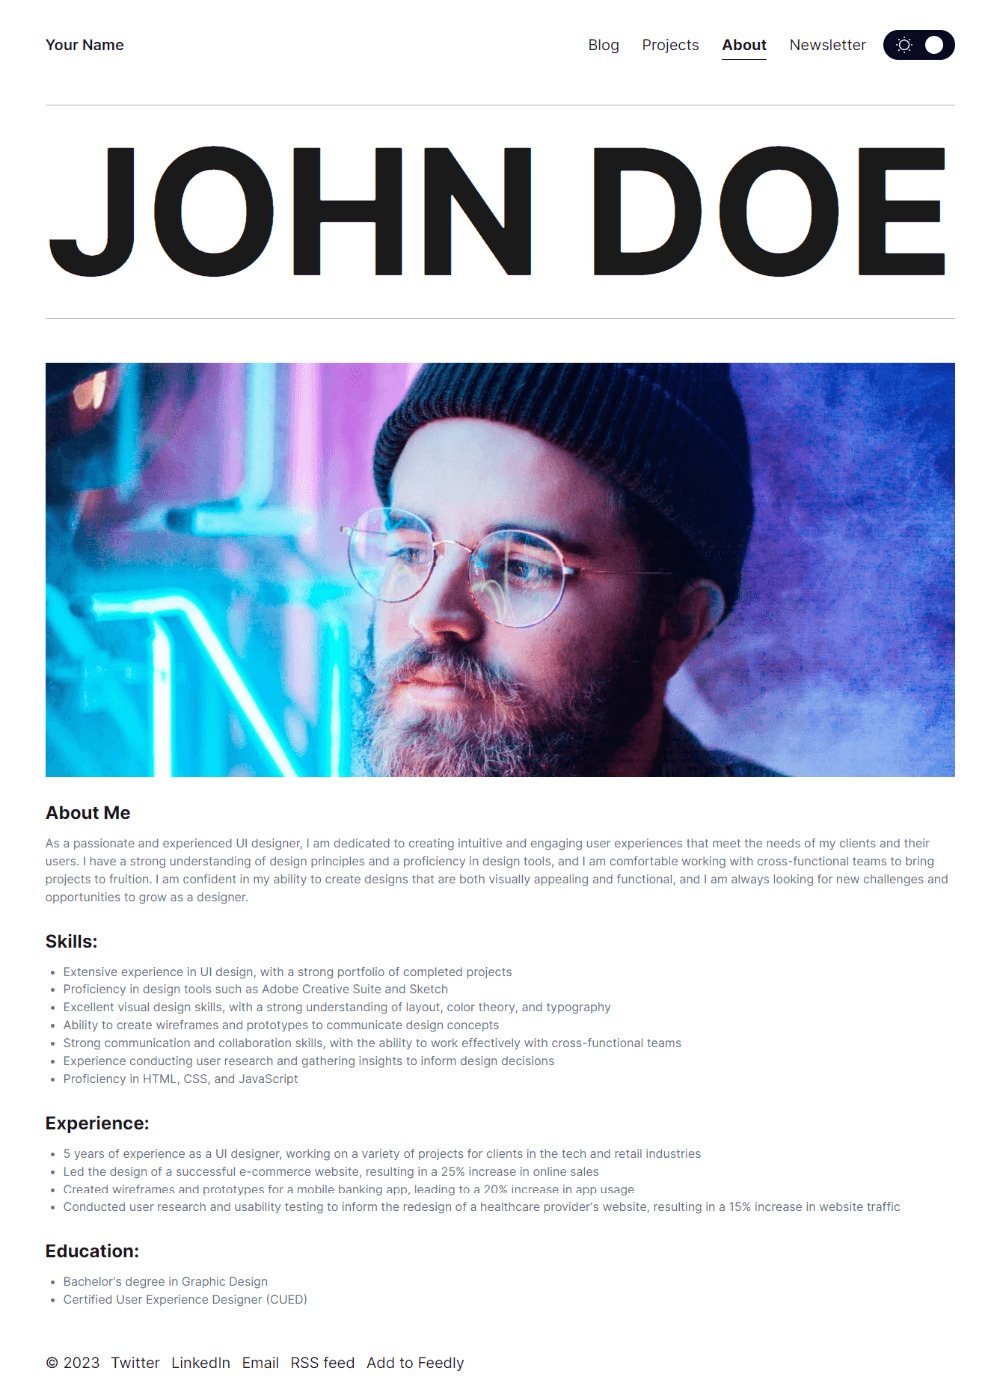 Your Name Blog Projects About Newsletter
JOHN DOE
About Me
As a passionate and experienced UI designer, I am dedicated to creating intuitive and engaging user experiences that meet the needs of my clients and their
users. I have a strong understanding of design principles and a proficiency in design tools, and I am comfortable working with cross-functional teams to bring
projects to fruition. I am confident in my ability to create designs that are both visually appealing and functional, and I am always looking for new challenges and
opportunities to grow as a designer.
Skills:
• Extensive experience in UI design, with a strong portfolio of completed projects
• Proficiency in design tools such as Adobe Creative Suite and Sketch
• Excellent visual design skills, with a strong understanding of layout, color theory, and typography
• Ability to create wireframes and prototypes to communicate design concepts
• Strong communication and collaboration skills, with the ability to work effectively with cross-functional teams
• Experience conducting user research and gathering insights to inform design decisions
• Proficiency in HTML, CSS, and JavaScript
Experience:
• 5 years of experience as a UI designer, working on a variety of projects for clients in the tech and retail industries
• Led the design of a successful e-commerce website, resulting in a 25% increase in online sales
• Created wireframes and prototypes for a mobile banking app, leading to a 20% increase in app usage
• Conducted user research and usability testing to inform the redesign of a healthcare provider's website, resulting in a 15% increase in website traffic
Education:
• Bachelor's degree in Graphic Design
• Certified User Experience Designer (CUED)
© 2023 Twitter LinkedIn Email RSS feed Add to Feedly